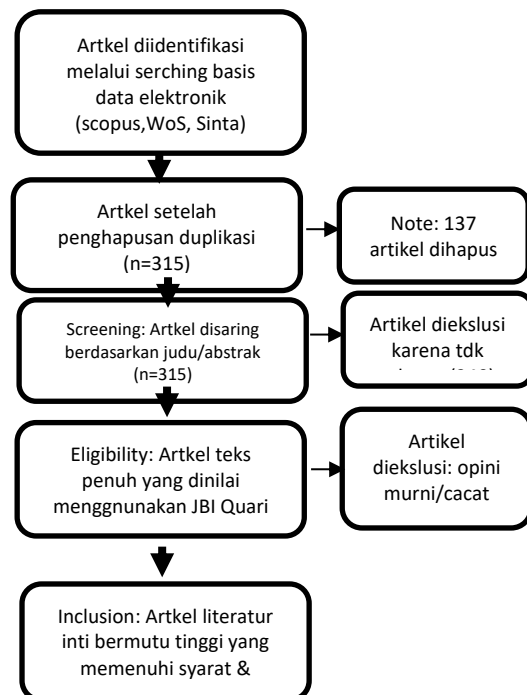 Artkel diidentifikasi
melalui serching basis
data elektronik
(scopus,WoS, Sinta)
Artkel setelah
penghapusan duplikasi
(n=315)
Note: 137
artikel dihapus
Screening: Artkel disaring
berdasarkan judu/abstrak
(n=315)
Artikel diekslusi
karena tdk
Eligibility: Artkel teks
penuh yang dinilai
menggnunakan JBI Quari
Artikel
diekslusi: opini
murni/cacat
Inclusion: Artkel literatur
inti bermutu tinggi yang
memenuhi syarat &